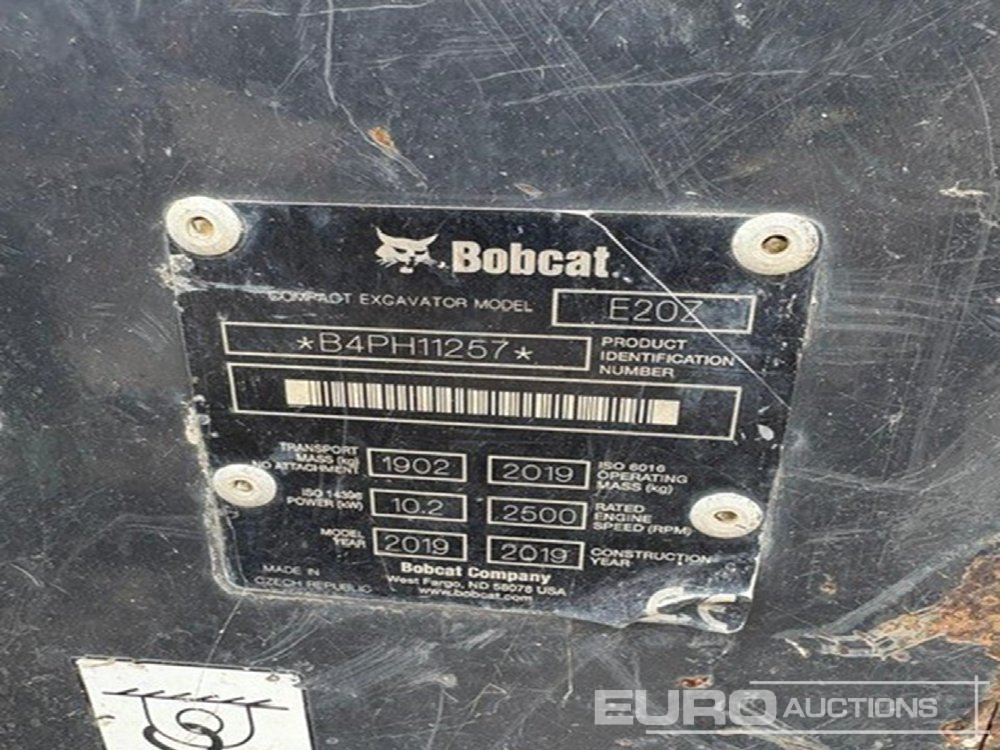 Bobcat
COMPACT EXCAVATOR MODEL E20Z
*B4PH11257* PRODUCT
IDENTIFICATION
NUMBER
TRANSPORT
MASS (kg)
NO ATTACHMENT 1902
2019 ISO 6016
OPERATING
MASS (kg)
ISO 14396
POWER (kW) 10.2
2500 RATED
ENGINE
SPEED (RPM)
MODEL
YEAR 2019
2019 CONSTRUCTION
YEAR
MADE IN
CZECH REPUBLIC
Bobcat Company
West Fargo, ND 58078 USA
www.bobcat.com
CE
EURO AUCTIONS